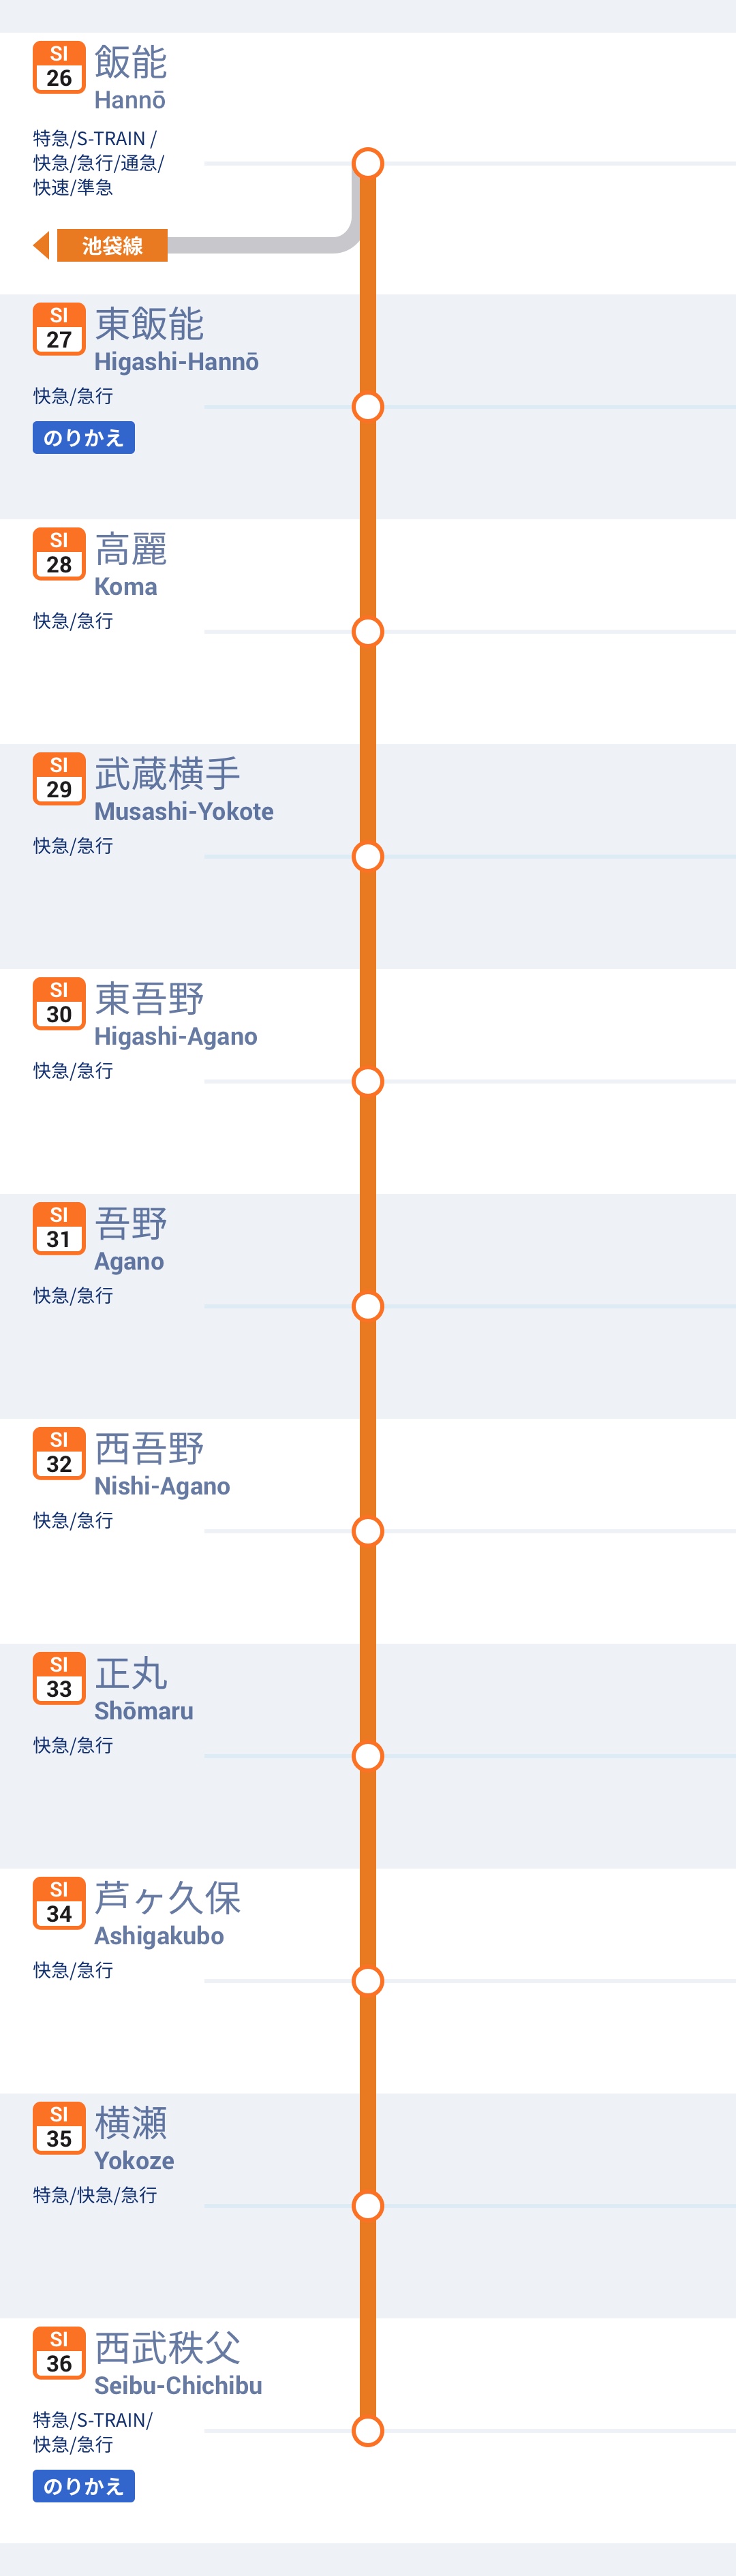 SI
26
飯能
Hannō
特急/S-TRAIN /
快急/急行/通急/
快速/準急
池袋線
SI
27
東飯能
Higashi-Hannō
快急/急行
のりかえ
SI
28
高麗
Koma
快急/急行
SI
29
武蔵横手
Musashi-Yokote
快急/急行
SI
30
東吾野
Higashi-Agano
快急/急行
SI
31
吾野
Agano
快急/急行
SI
32
西吾野
Nishi-Agano
快急/急行
SI
33
正丸
Shōmaru
快急/急行
SI
34
芦ヶ久保
Ashigakubo
快急/急行
SI
35
横瀬
Yokoze
特急/快急/急行
SI
36
西武秩父
Seibu-Chichibu
特急/S-TRAIN/
快急/急行
のりかえ